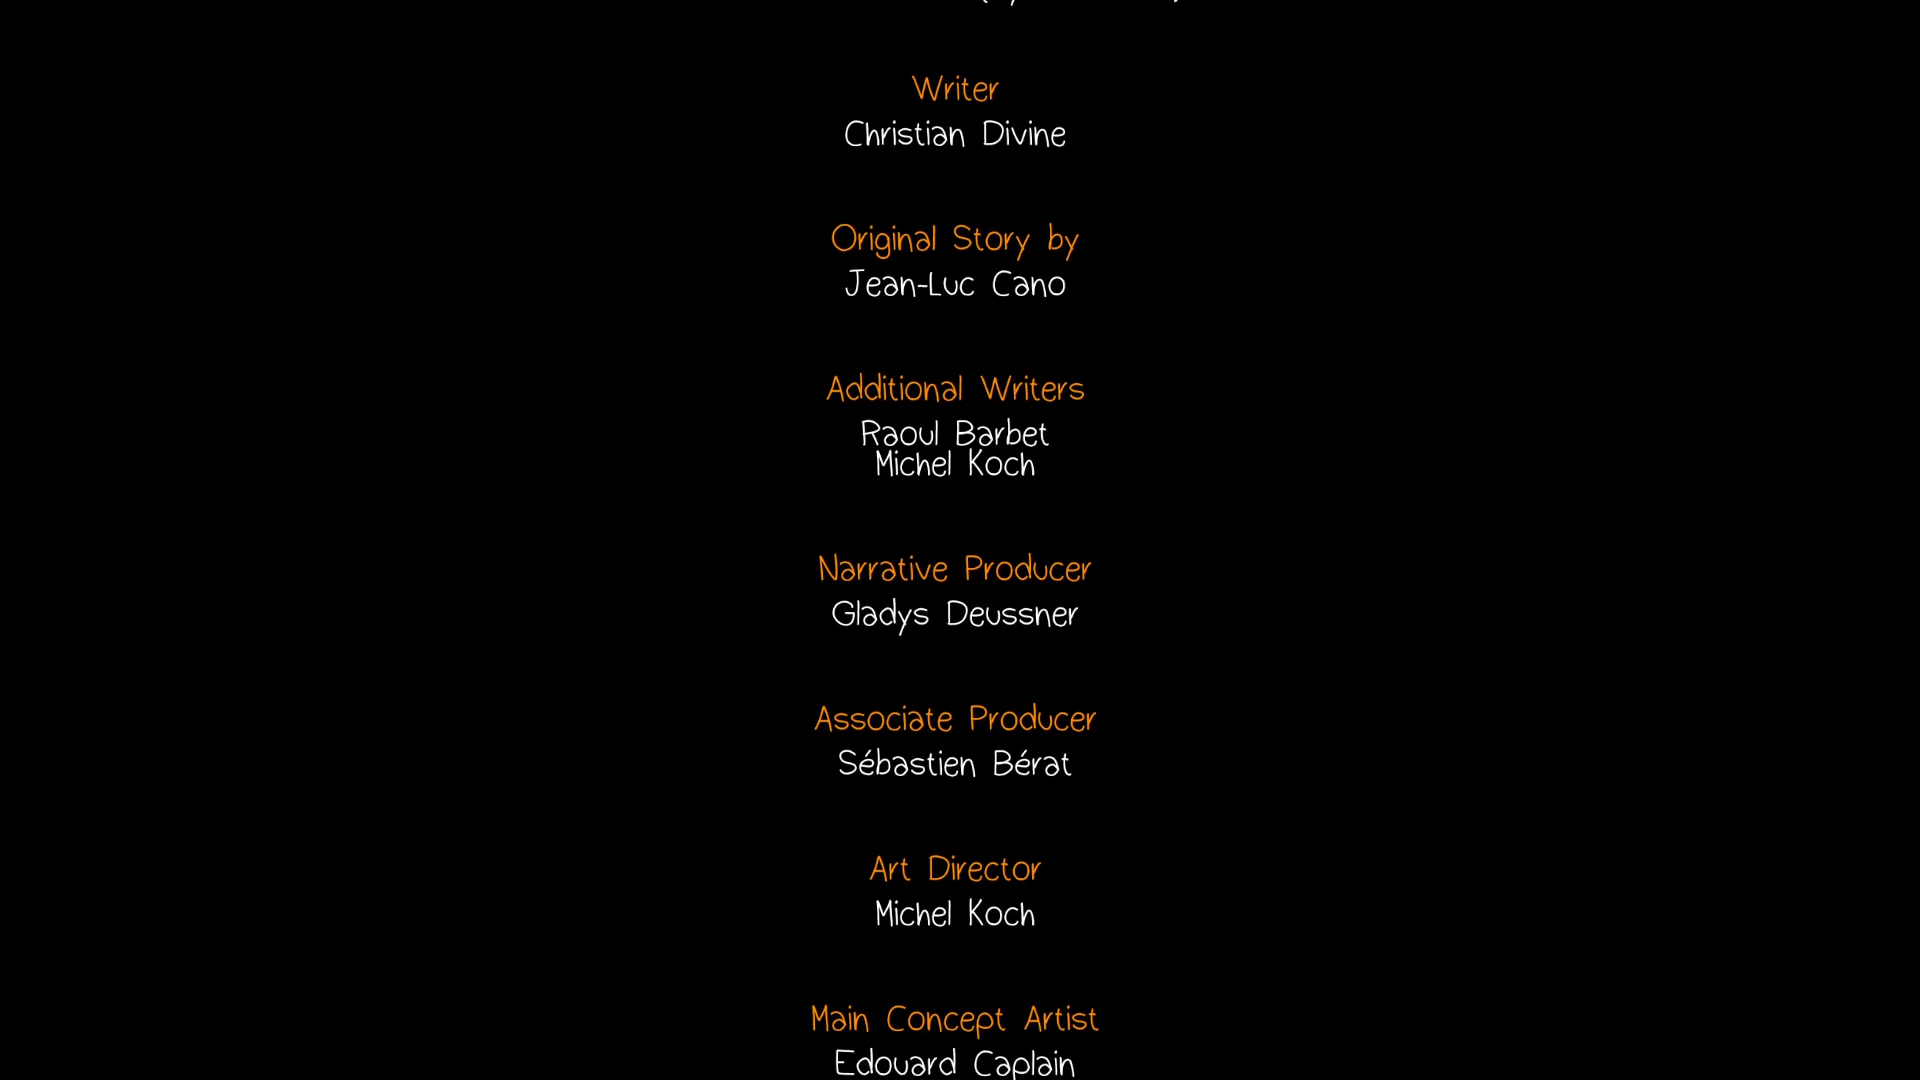 Writer
Christian Divine
Original Story by
Jean-Luc Cano
Additional Writers
Raoul Barbet
Michel Koch
Narrative Producer
Gladys Deussner
Associate Producer
Sébastien Bérat
Art Director
Michel Koch
Main Concept Artist
Edouard Caplain